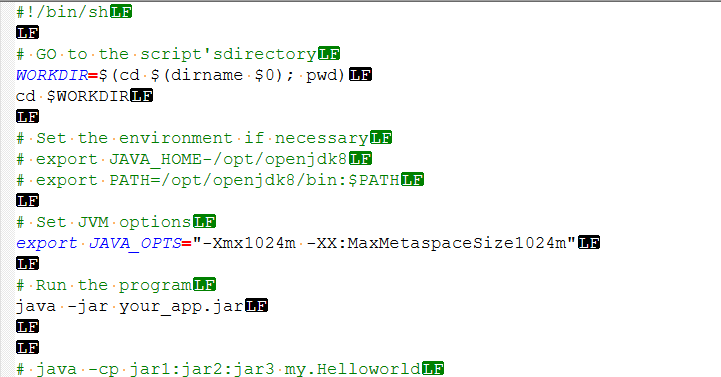 #!/bin/shLF
LF
# GO to the script'sdirectoryLF
WORKDIR=$(cd $(dirname $0); pwd)LF
cd $WORKDIRLF
LF
# Set the environment if necessaryLF
# export JAVA_HOME-/opt/openjdk8LF
# export PATH=/opt/openjdk8/bin:$PATHLF
LF
# Set JVM optionsLF
export JAVA_OPTS="-Xmx1024m -XX:MaxMetaspaceSize1024m"LF
LF
# Run the programLF
java -jar your_app.jarLF
LF
LF
# java -cp jar1:jar2:jar3 my.HelloworldLF